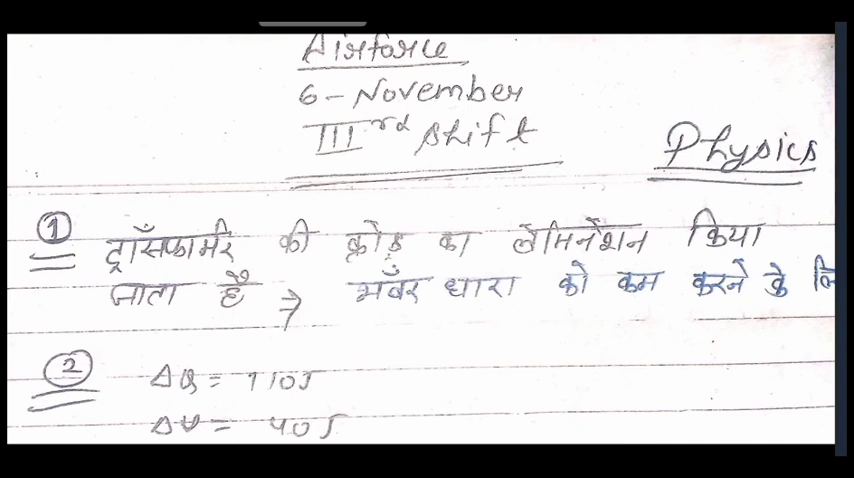 Airforce
6-November
IIIrd shift
Physics
① ट्राँसफार्मर की क्रोड़ का लेमिनेशन किया
जाता है → भँवर धारा को कम करने के लि
② ΔQ = 110J
ΔU = 40J